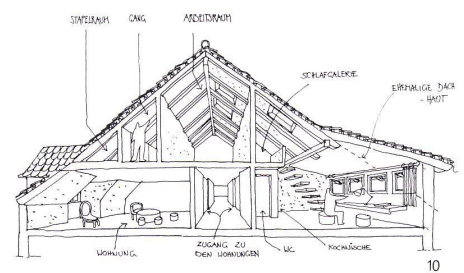 STAPELRAUM
GANG
ARBEITSRAUM
SCHLAFGALERIE
EHEMALIGE DACH
-HAUT
WOHNUNG
ZUGANG ZU
DEN WOHNUNGEN
WC
KOCHNISCHE
10